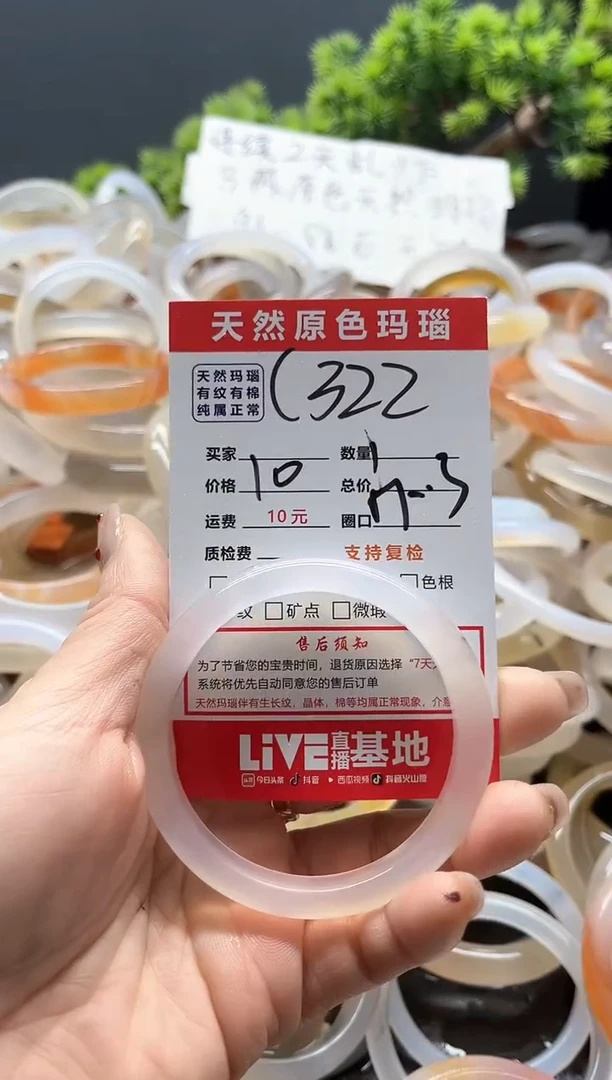 天然原色玛瑙
天然玛瑙
有纹有棉
纯属正常
C322
买家 数量 1
价格 10 总价
运费 10元 圈口
质检费 支持复检
色根
纹 矿点 微瑕
售后须知
为了节省您的宝贵时间，退货原因选择“7天
系统将优先自动同意您的售后订单
天然玛瑙伴有生长纹，晶体，棉等均属正常现象，介意
LiVE直播基地
今日头条 抖音 西瓜视频 抖音火山版